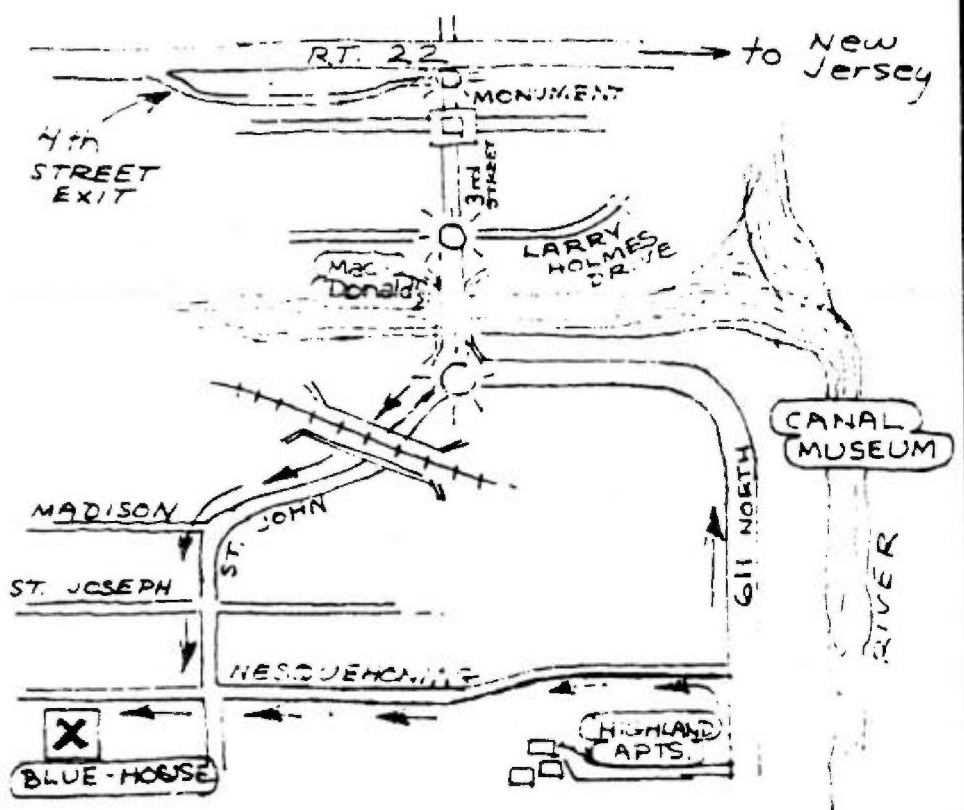 RT. 22
to New
Jersey
4th
STREET
EXIT
MONUMENT
3rd
STREET
LARRY
HOLMES
DRIVE
Mac
Donald
CANAL
MUSEUM
MADISON
ST. JOHN
611 NORTH
RIVER
ST. JOSEPH
NESQUEHONING
HIGHLAND
APTS.
X
BLUE-HOUSE